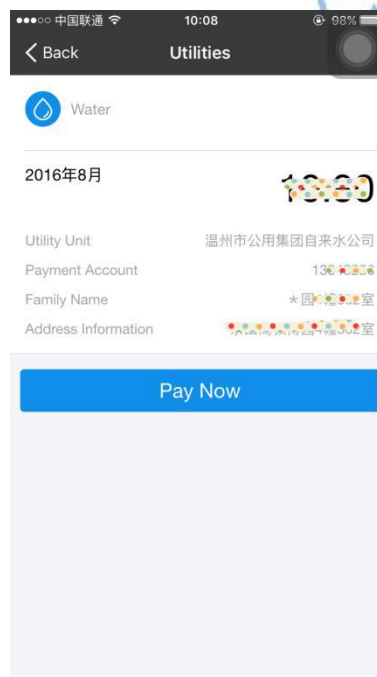 中国联通 10:08 98%
Back Utilities
Water
2016年8月
Utility Unit 温州市公用集团自来水公司
Payment Account
Family Name 室
Address Information 室
Pay Now